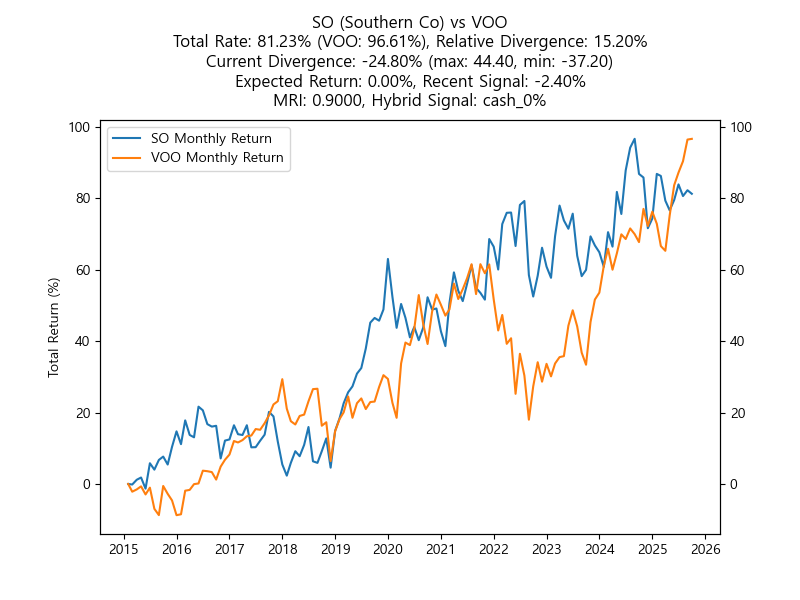 SO (Southern Co) vs VOO
Total Rate: 81.23% (VOO: 96.61%), Relative Divergence: 15.20%
Current Divergence: -24.80% (max: 44.40, min: -37.20)
Expected Return: 0.00%, Recent Signal: -2.40%
MRI: 0.9000, Hybrid Signal: cash_0%
SO Monthly Return
VOO Monthly Return
Total Return (%)
100
80
60
40
20
0
100
80
60
40
20
0
2015 2016 2017 2018 2019 2020 2021 2022 2023 2024 2025 2026